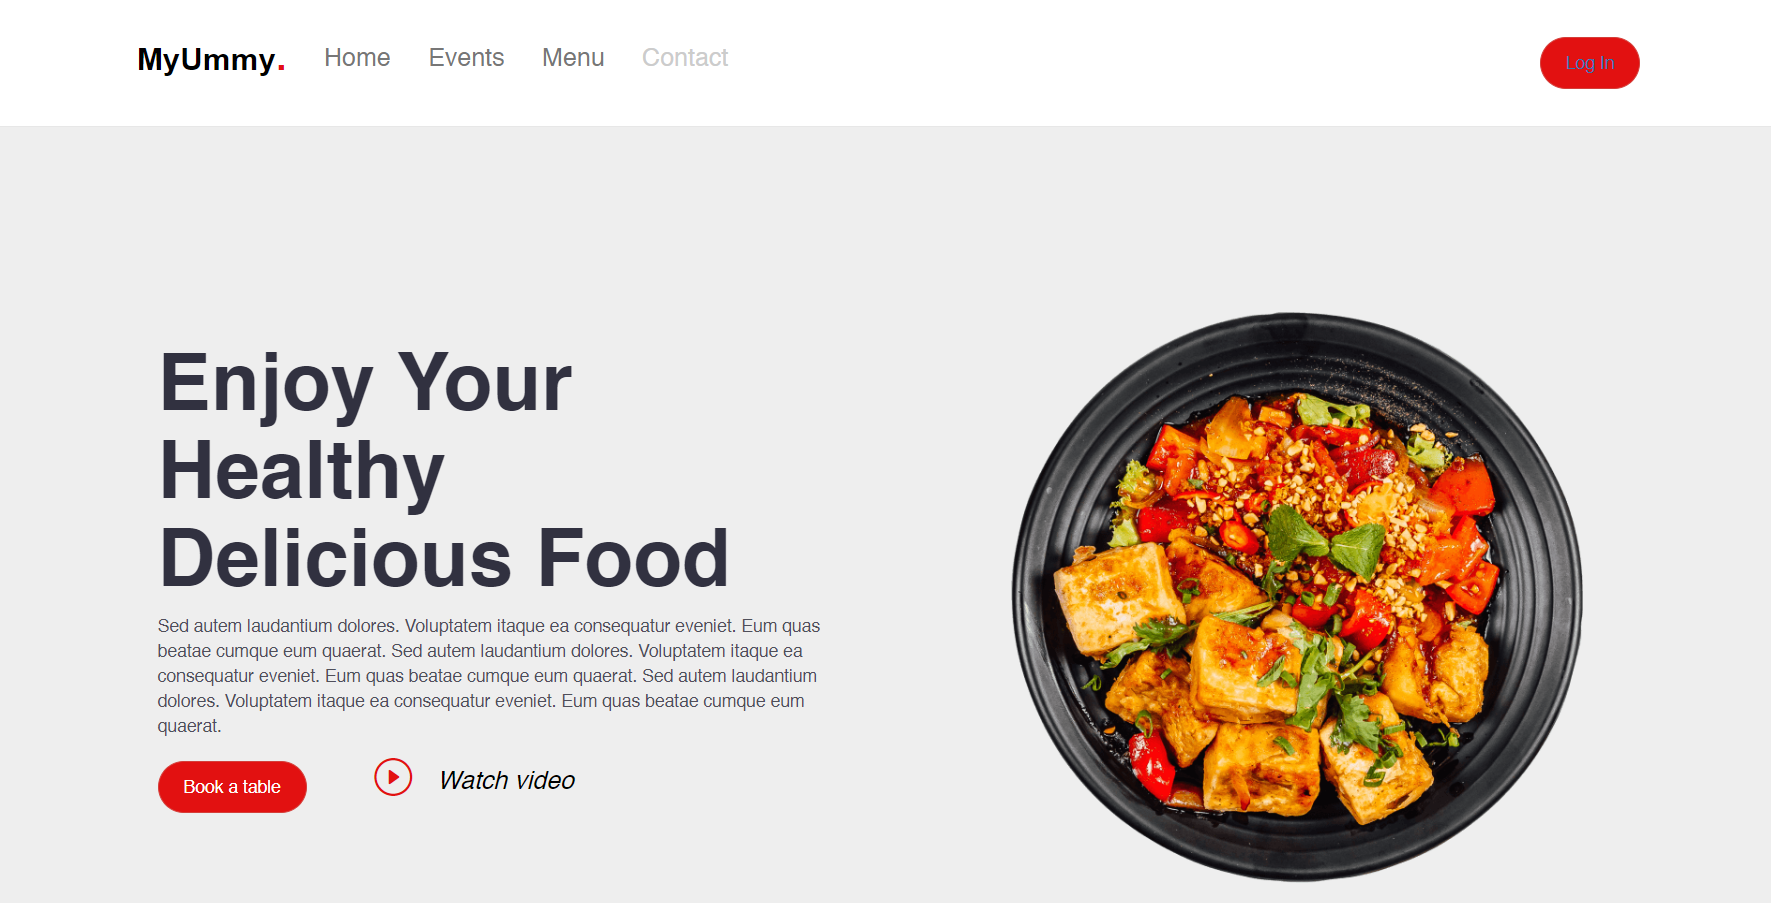 MyUmmy. Home Events Menu Contact Log In
Enjoy Your
Healthy
Delicious Food
Sed autem laudantium dolores. Voluptatem itaque ea consequatur eveniet. Eum quas
beatae cumque eum quaerat. Sed autem laudantium dolores. Voluptatem itaque ea
consequatur eveniet. Eum quas beatae cumque eum quaerat. Sed autem laudantium
dolores. Voluptatem itaque ea consequatur eveniet. Eum quas beatae cumque eum
quaerat.
Book a table Watch video